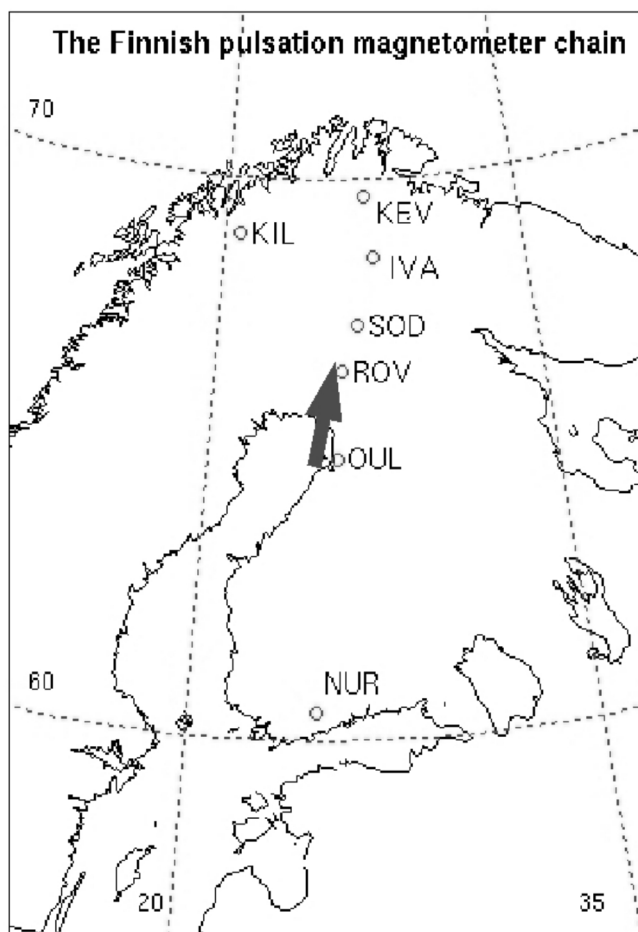 The Finnish pulsation magnetometer chain
70
KEV
KIL
IVA
SOD
ROV
OUL
60
NUR
20
35